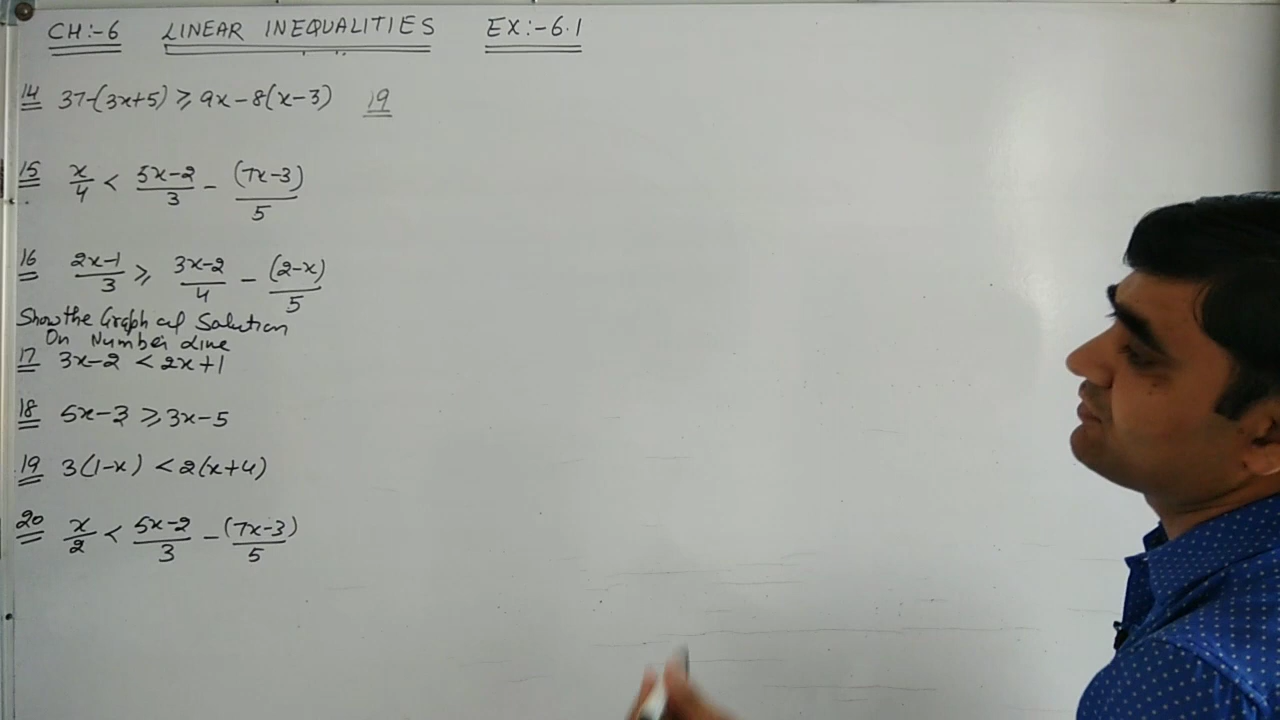 CH:-6 LINEAR INEQUALITIES EX:-6.1
14 37-(3x+5) ≥ 9x-8(x-3) 19
15 x/4 < (5x-2)/3 - (7x-3)/5
16 (2x-1)/3 ≥ (3x-2)/4 - (2-x)/5
Show the Graph of Solution
On Number Line
17 3x-2 < 2x+1
18 5x-3 ≥ 3x-5
19 3(1-x) < 2(x+4)
20 x/2 < (5x-2)/3 - (7x-3)/5